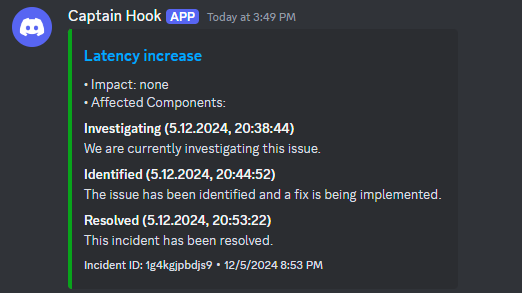 Captain Hook APP Today at 3:49 PM
Latency increase
• Impact: none
• Affected Components:
Investigating (5.12.2024, 20:38:44)
We are currently investigating this issue.
Identified (5.12.2024, 20:44:52)
The issue has been identified and a fix is being implemented.
Resolved (5.12.2024, 20:53:22)
This incident has been resolved.
Incident ID: 1g4kgjpbdjs9 • 12/5/2024 8:53 PM